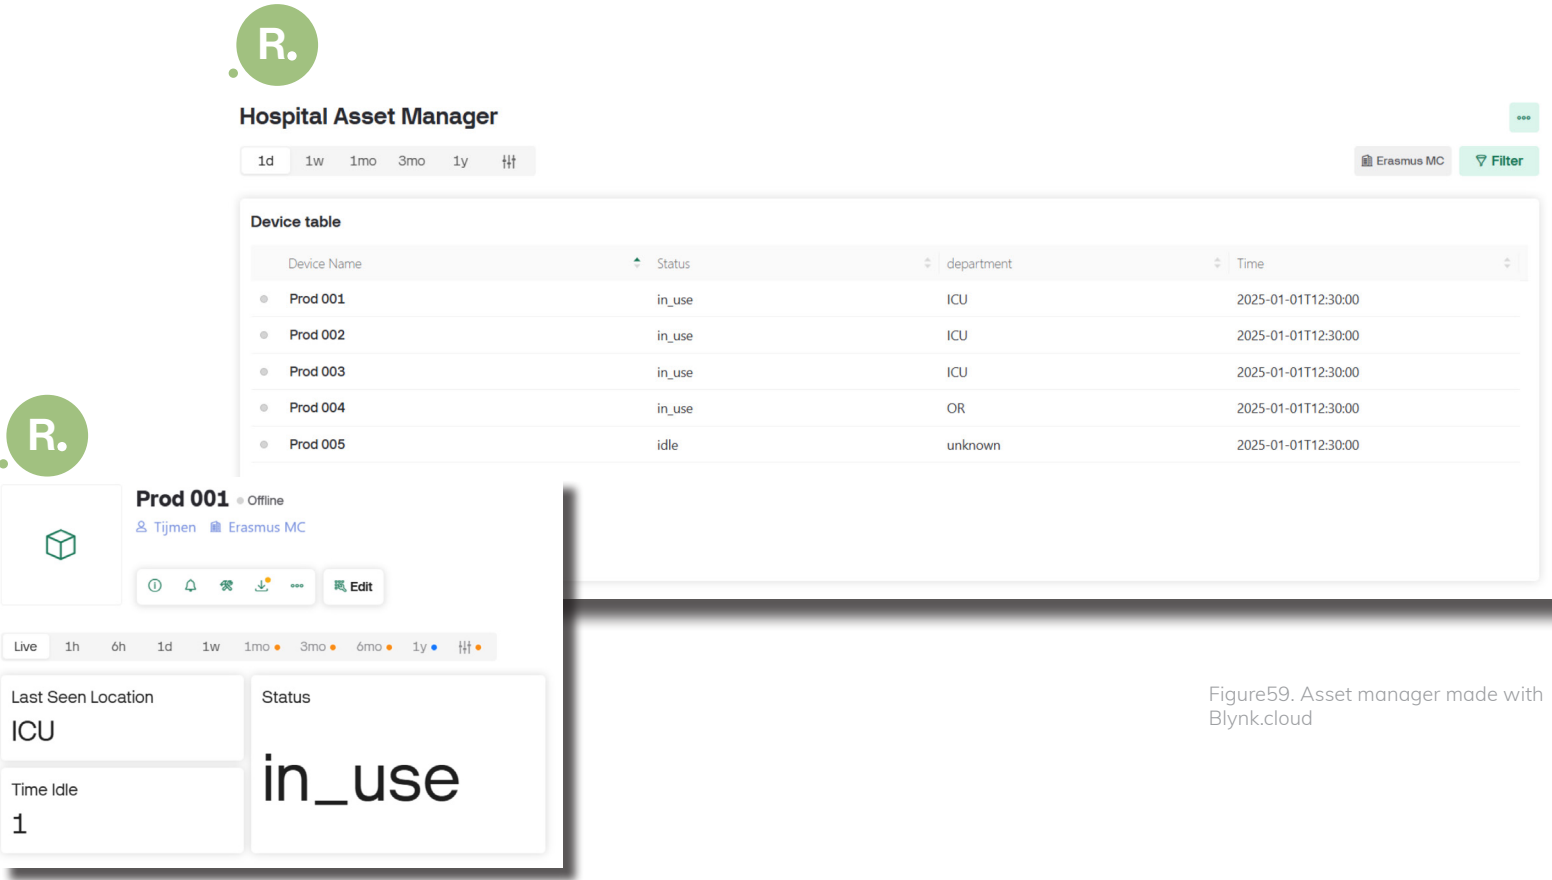 R.
Hospital Asset Manager
1d 1w 1mo 3mo 1y
Erasmus MC Filter
Device table
Device Name Status department Time
Prod 001 in_use ICU 2025-01-01T12:30:00
Prod 002 in_use ICU 2025-01-01T12:30:00
Prod 003 in_use ICU 2025-01-01T12:30:00
Prod 004 in_use OR 2025-01-01T12:30:00
Prod 005 idle unknown 2025-01-01T12:30:00
R.
Prod 001 Offline
Tijmen Erasmus MC
Edit
Live 1h 6h 1d 1w 1mo 3mo 6mo 1y
Last Seen Location
ICU
Status
in_use
Time Idle
1
Figure59. Asset manager made with
Blynk.cloud